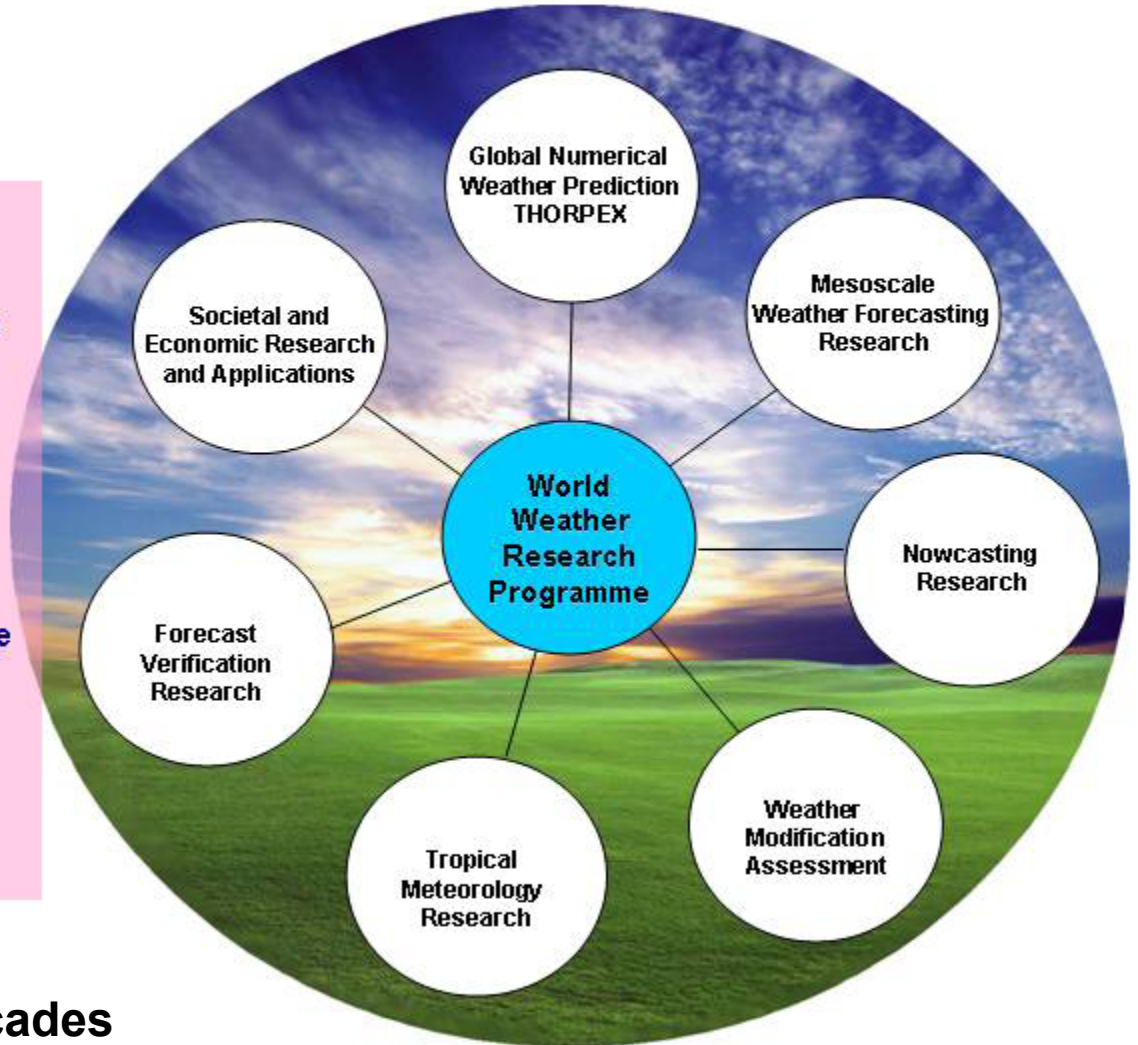 Global Numerical
Weather Prediction
THORPEX
Mesoscale
Weather Forecasting
Research
Societal and
Economic Research
and Applications
World
Weather
Research
Programme
Nowcasting
Research
Forecast
Verification
Research
Weather
Modification
Assessment
Tropical
Meteorology
Research